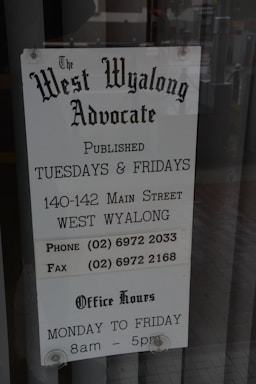 The
West Wyalong
Advocate
PUBLISHED
TUESDAYS & FRIDAYS
140-142 MAIN STREET
WEST WYALONG
PHONE (02) 6972 2033
FAX (02) 6972 2168
Office Hours
MONDAY TO FRIDAY
8am - 5pm